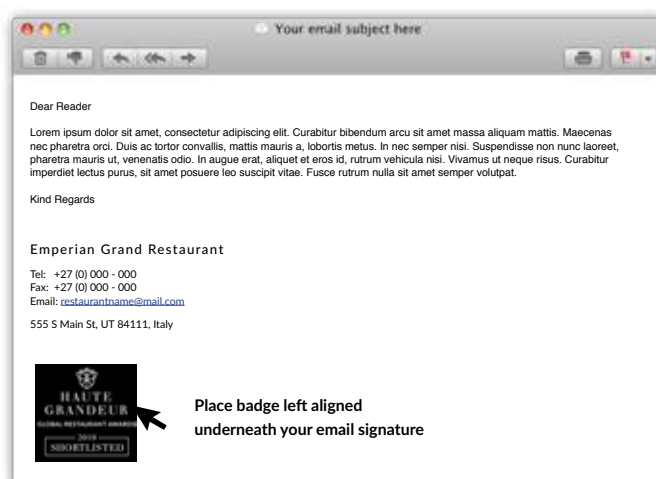 Your email subject here
Dear Reader
Lorem ipsum dolor sit amet, consectetur adipiscing elit. Curabitur bibendum arcu sit amet massa aliquam mattis. Maecenas
nec pharetra orci. Duis ac tortor convallis, mattis mauris a, lobortis metus. In nec semper nisi. Suspendisse non nunc laoreet,
pharetra mauris ut, venenatis odio. In augue erat, aliquet et eros id, rutrum vehicula nisi. Vivamus ut neque risus. Curabitur
imperdiet lectus purus, sit amet posuere leo suscipit vitae. Fusce rutrum nulla sit amet semper volutpat.
Kind Regards
Emperian Grand Restaurant
Tel: +27 (0) 000 - 000
Fax: +27 (0) 000 - 000
Email: restaurantname@mail.com
555 S Main St, UT 84111, Italy
HAUTE
GRANDEUR
GLOBAL RESTAURANT AWARDS
2019
SHORTLISTED
Place badge left aligned
underneath your email signature